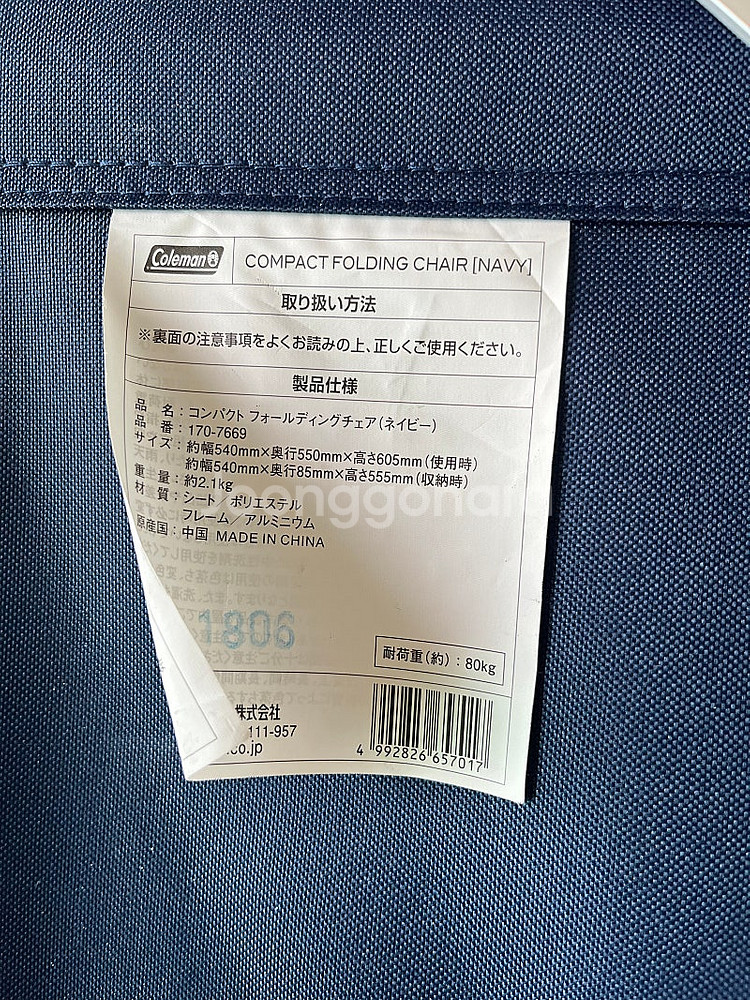 Coleman
COMPACT FOLDING CHAIR [NAVY]
取り扱い方法
※裏面の注意事項をよくお読みの上、正しくご使用ください。
製品仕様
品 名：コンパクト フォールディングチェア（ネイビー）
品 番：170-7669
サイズ：約幅540mm×奥行550mm×高さ605mm（使用時）
約幅540mm×奥行85mm×高さ555mm（収納時）
重 量：約2.1kg
材 質：シート／ポリエステル
フレーム／アルミニウム
原産国：中国 MADE IN CHINA
joonggonara
1806
耐荷重（約）：80kg
株式会社
111-957
.co.jp
4 992826 657017